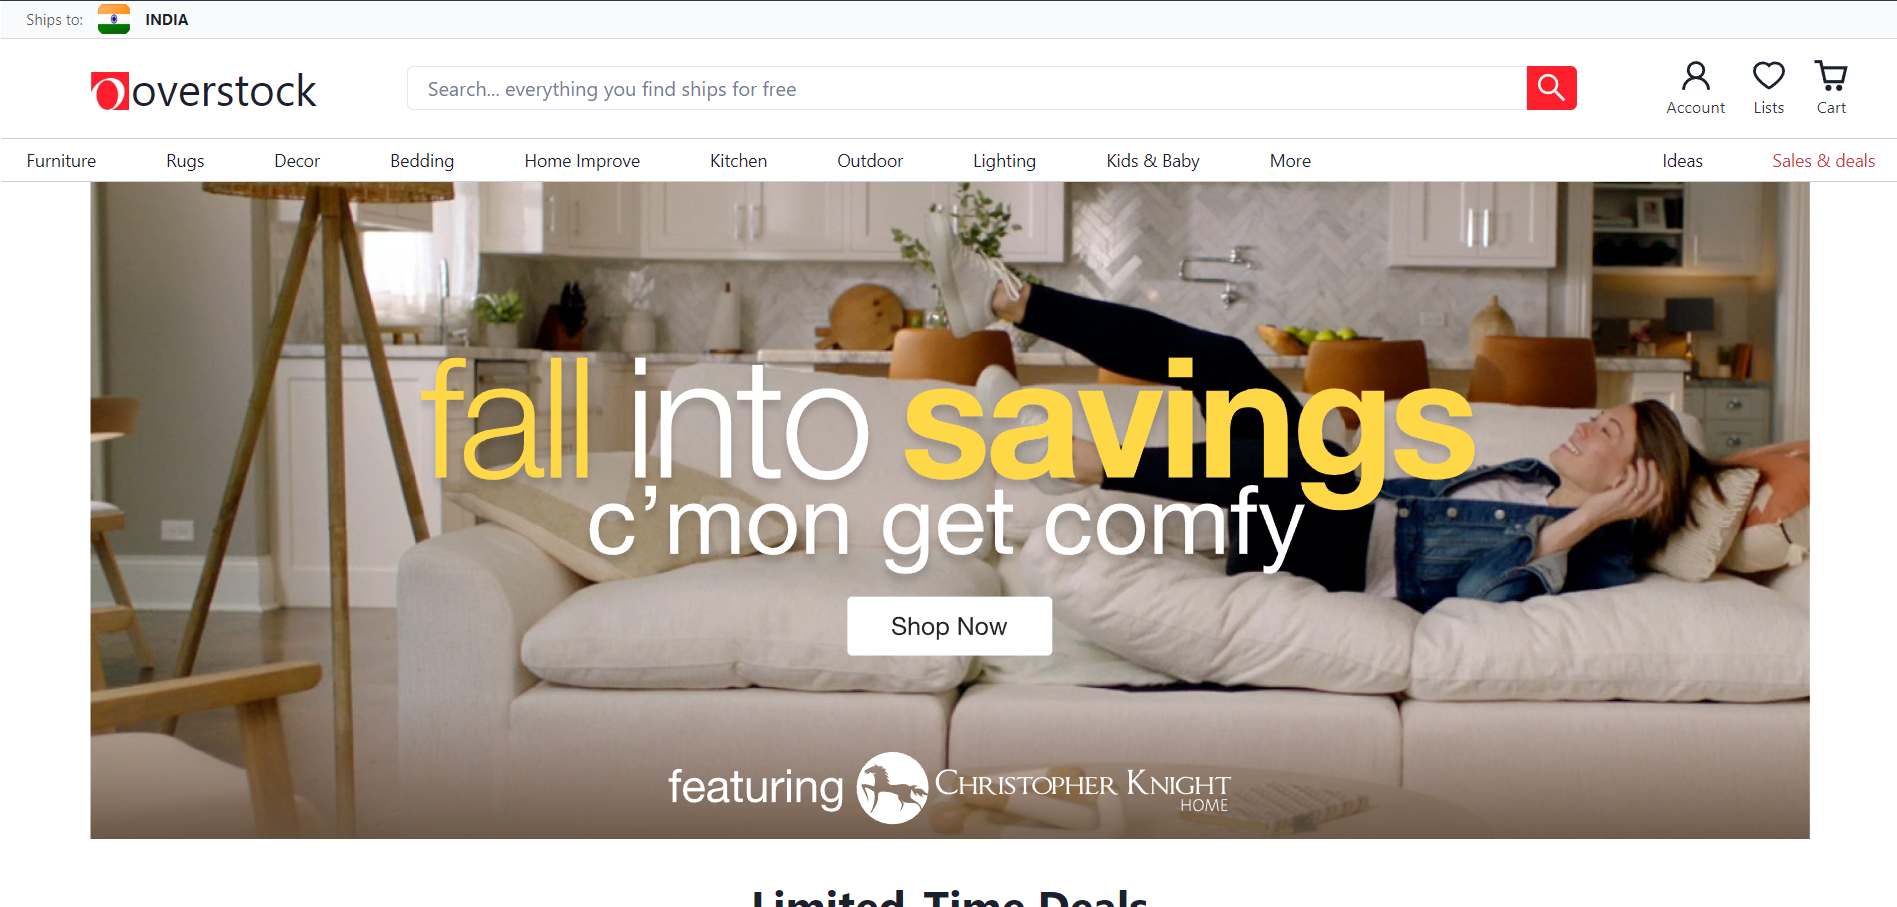 Ships to: INDIA
overstock
Search... everything you find ships for free
Account Lists Cart
Furniture Rugs Decor Bedding Home Improve Kitchen Outdoor Lighting Kids & Baby More Ideas Sales & deals
fall into savings
c’mon get comfy
Shop Now
featuring CHRISTOPHER KNIGHT
HOME
Limited-Time Deals